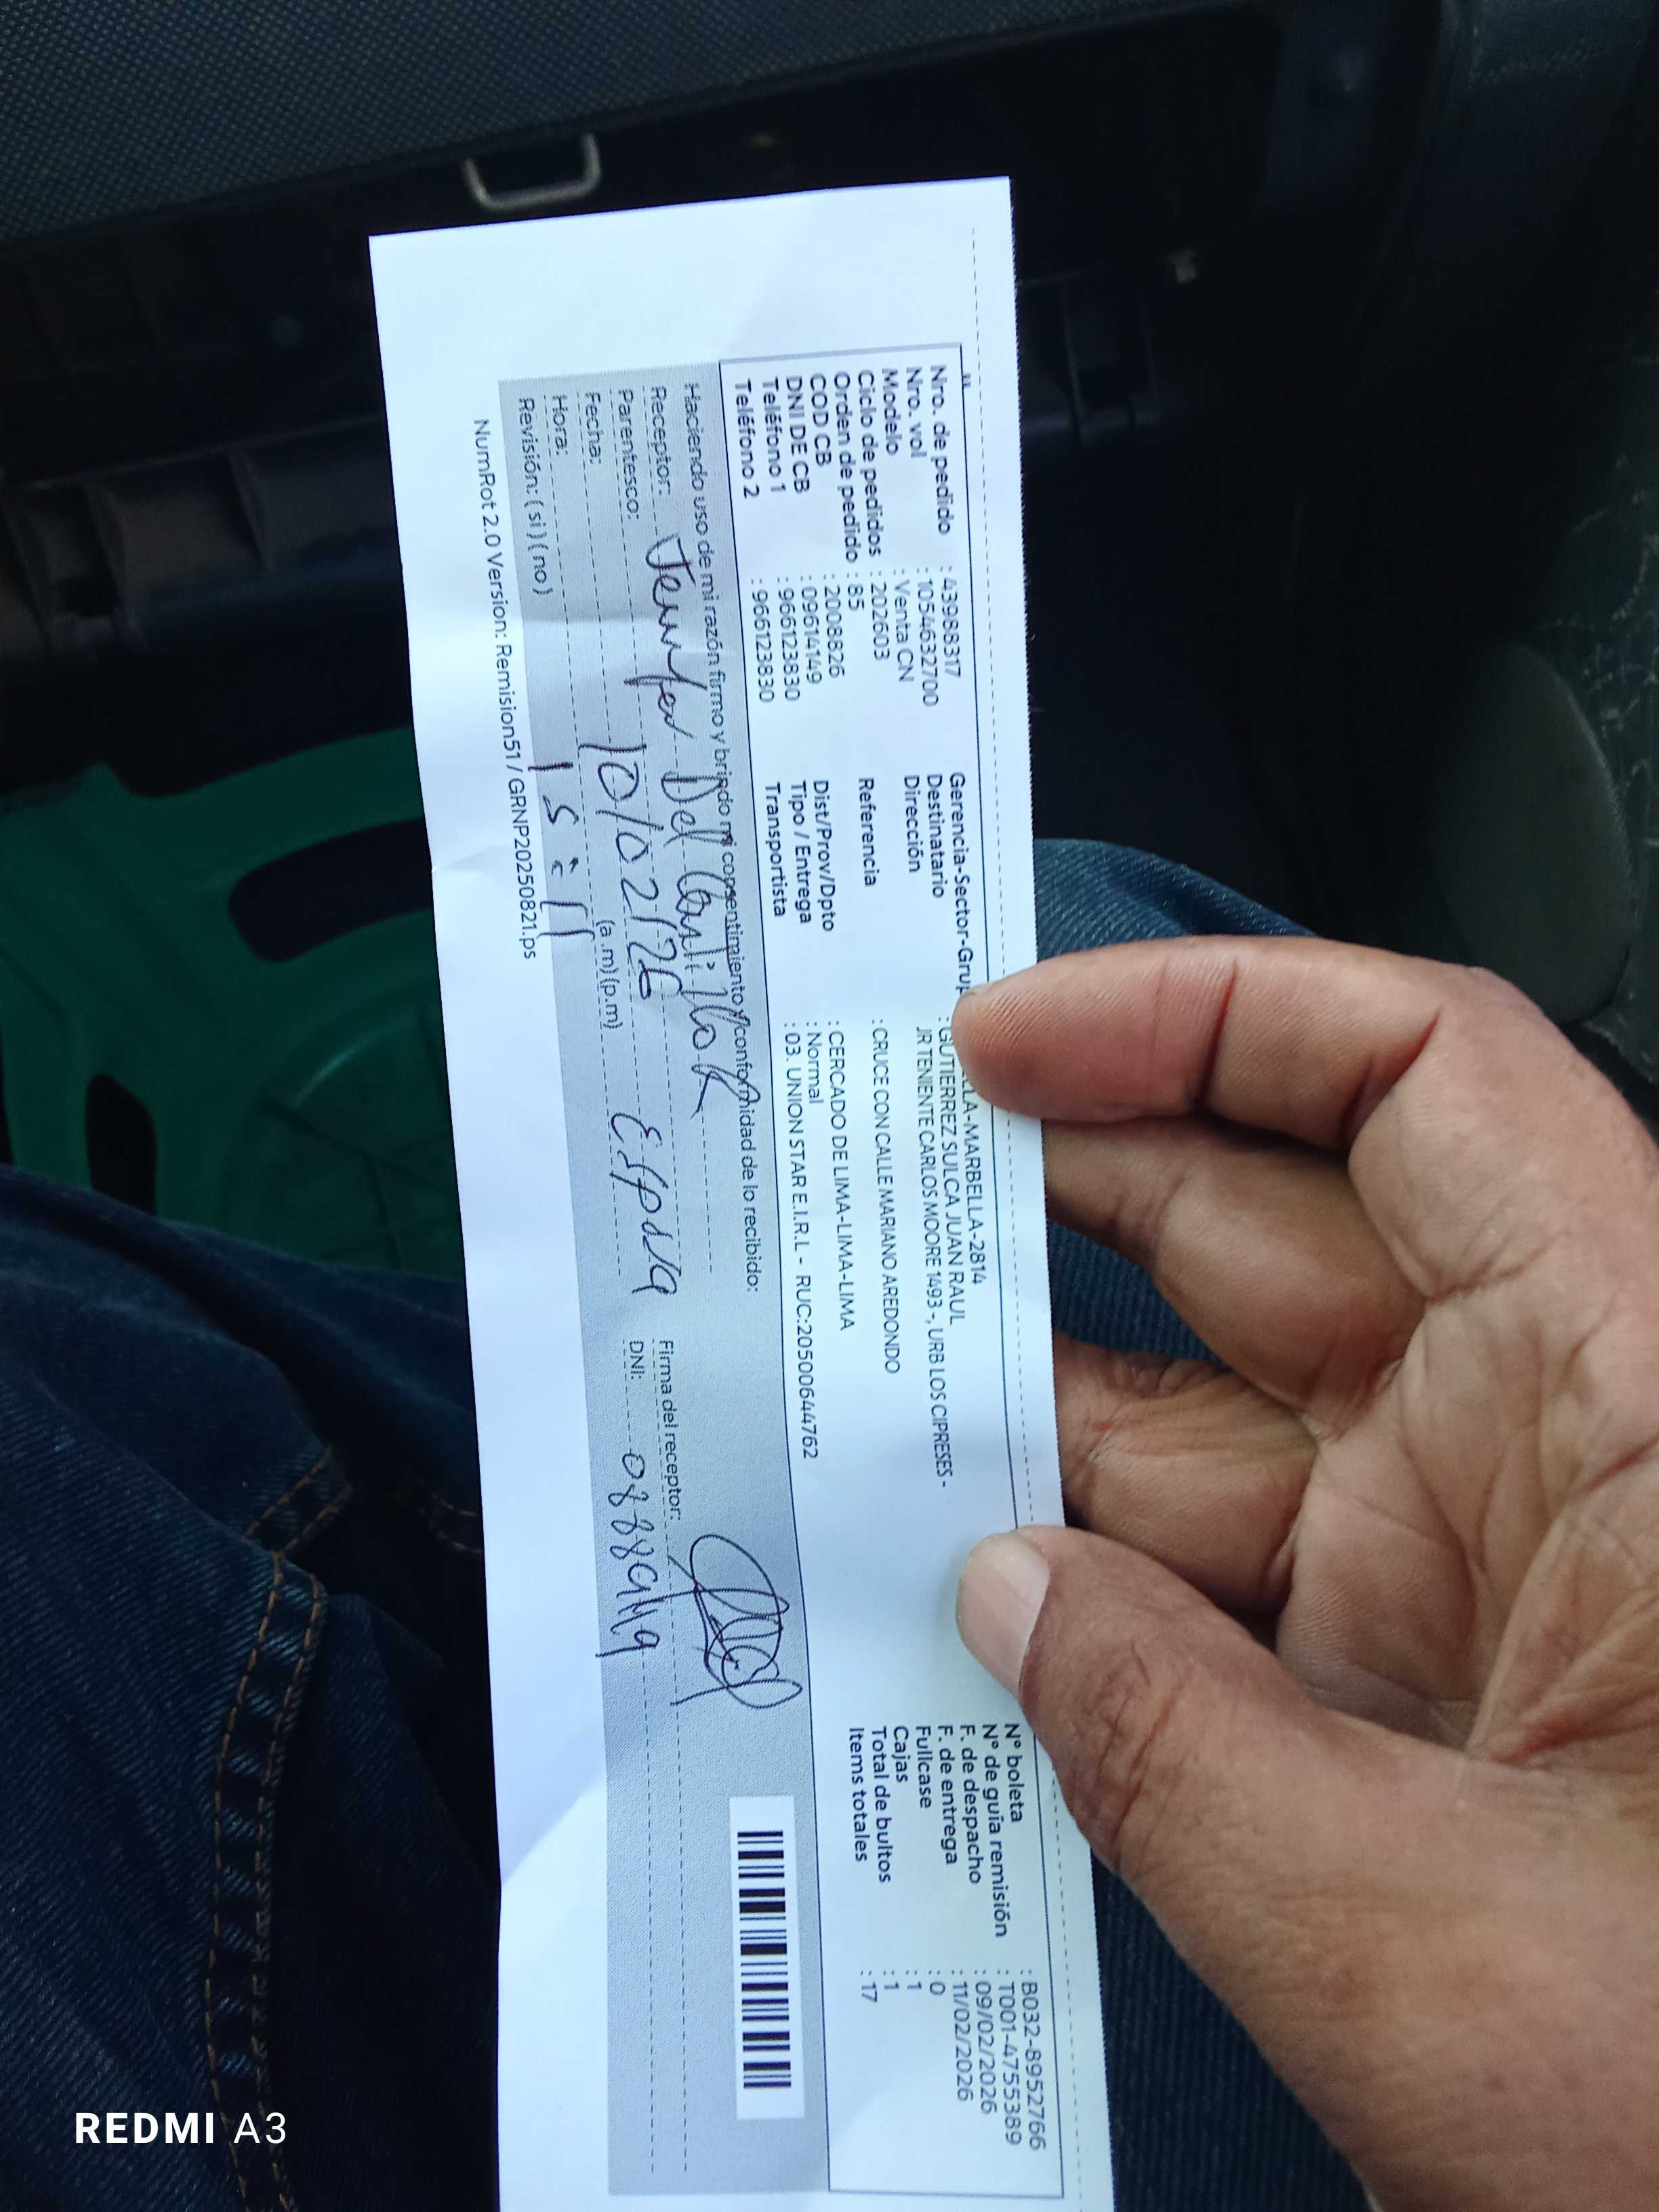 Nro. de pedido : 43988317
Nro. vol : 1054632700
Modelo : Venta CN
Ciclo de pedidos : 202603
Orden de pedido : 85
COD CB : 2008826
DNI DE CB : 09614149
Teléfono 1 : 966123830
Teléfono 2 : 966123830
Gerencia-Sector-Grup LLA-MARBELLA-2814
Destinatario : GUTIERREZ SULCA JUAN RAUL
Dirección JR TENIENTE CARLOS MOORE 1493 -, URB LOS CIPRESES -
Referencia : CRUCE CON CALLE MARIANO AREDONDO
Dist/Prov/Dpto : CERCADO DE LIMA-LIMA-LIMA
Tipo / Entrega : Normal
Transportista : 03. UNION STAR E.I.R.L - RUC:20500644762
N° boleta : B032-8952766
N° de guía remisión : T001-47555389
F. de despacho : 09/02/2026
F. de entrega : 11/02/2026
Fullcase : 0
Cajas : 1
Total de bultos : 1
Items totales : 17
Haciendo uso de mi razón firmo y brindo mi consentimiento y conformidad de lo recibido:
Receptor: Del
Parentesco:
Fecha: 10/02/26
Hora: 15:11 (a.m) (p.m)
Revisión: ( si ) ( no )
Firma del receptor:
DNI:
NumRot 2.0 Version: Remision51 / GRNP20250821.ps
REDMI A3